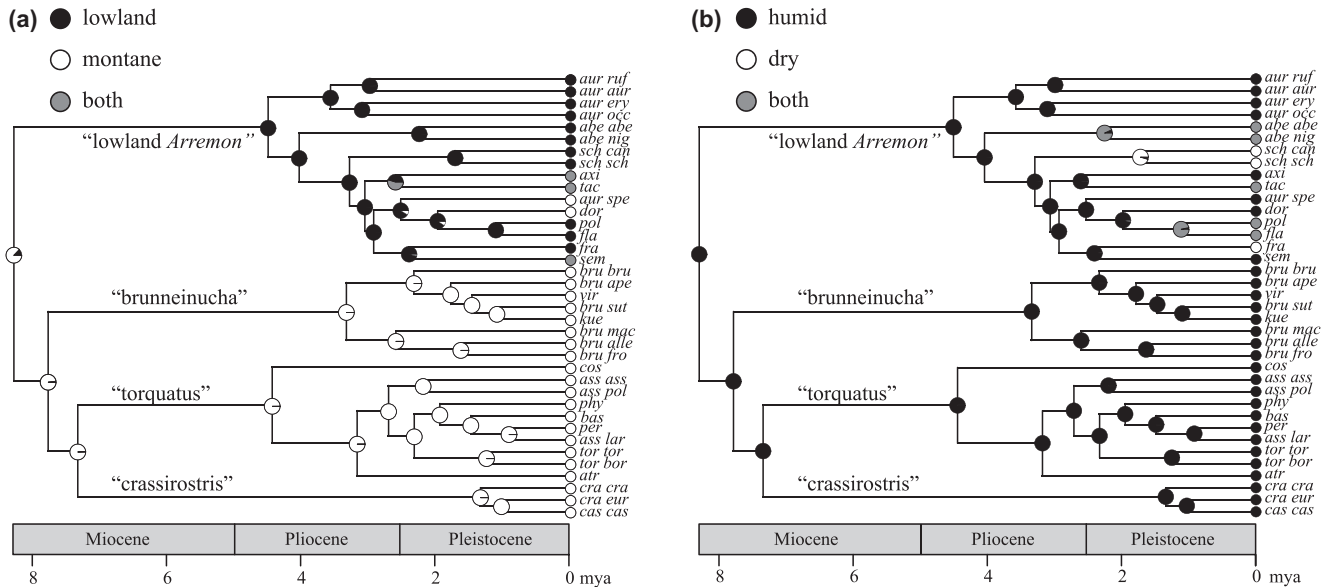 (a)
lowland
montane
both
"lowland Arremon"
"brunneinucha"
"torquatus"
"crassirostris"
aur ruf
aur aur
aur ery
aur occ
abe abe
abe nig
sch can
sch sch
axi
tac
aur spe
dor
pol
fla
fra
sem
bru bru
bru ape
vir
bru sut
kue
bru mac
bru alle
bru fro
cos
ass ass
ass pol
phy
bas
per
ass lar
tor tor
tor bor
atr
cra cra
cra eur
cas cas
Miocene Pliocene Pleistocene
8 6 4 2 0 mya
(b)
humid
dry
both
"lowland Arremon"
"brunneinucha"
"torquatus"
"crassirostris"
aur ruf
aur aur
aur ery
aur occ
abe abe
abe nig
sch can
sch sch
axi
tac
aur spe
dor
pol
fla
fra
sem
bru bru
bru ape
vir
bru sut
kue
bru mac
bru alle
bru fro
cos
ass ass
ass pol
phy
bas
per
ass lar
tor tor
tor bor
atr
cra cra
cra eur
cas cas
Miocene Pliocene Pleistocene
8 6 4 2 0 mya